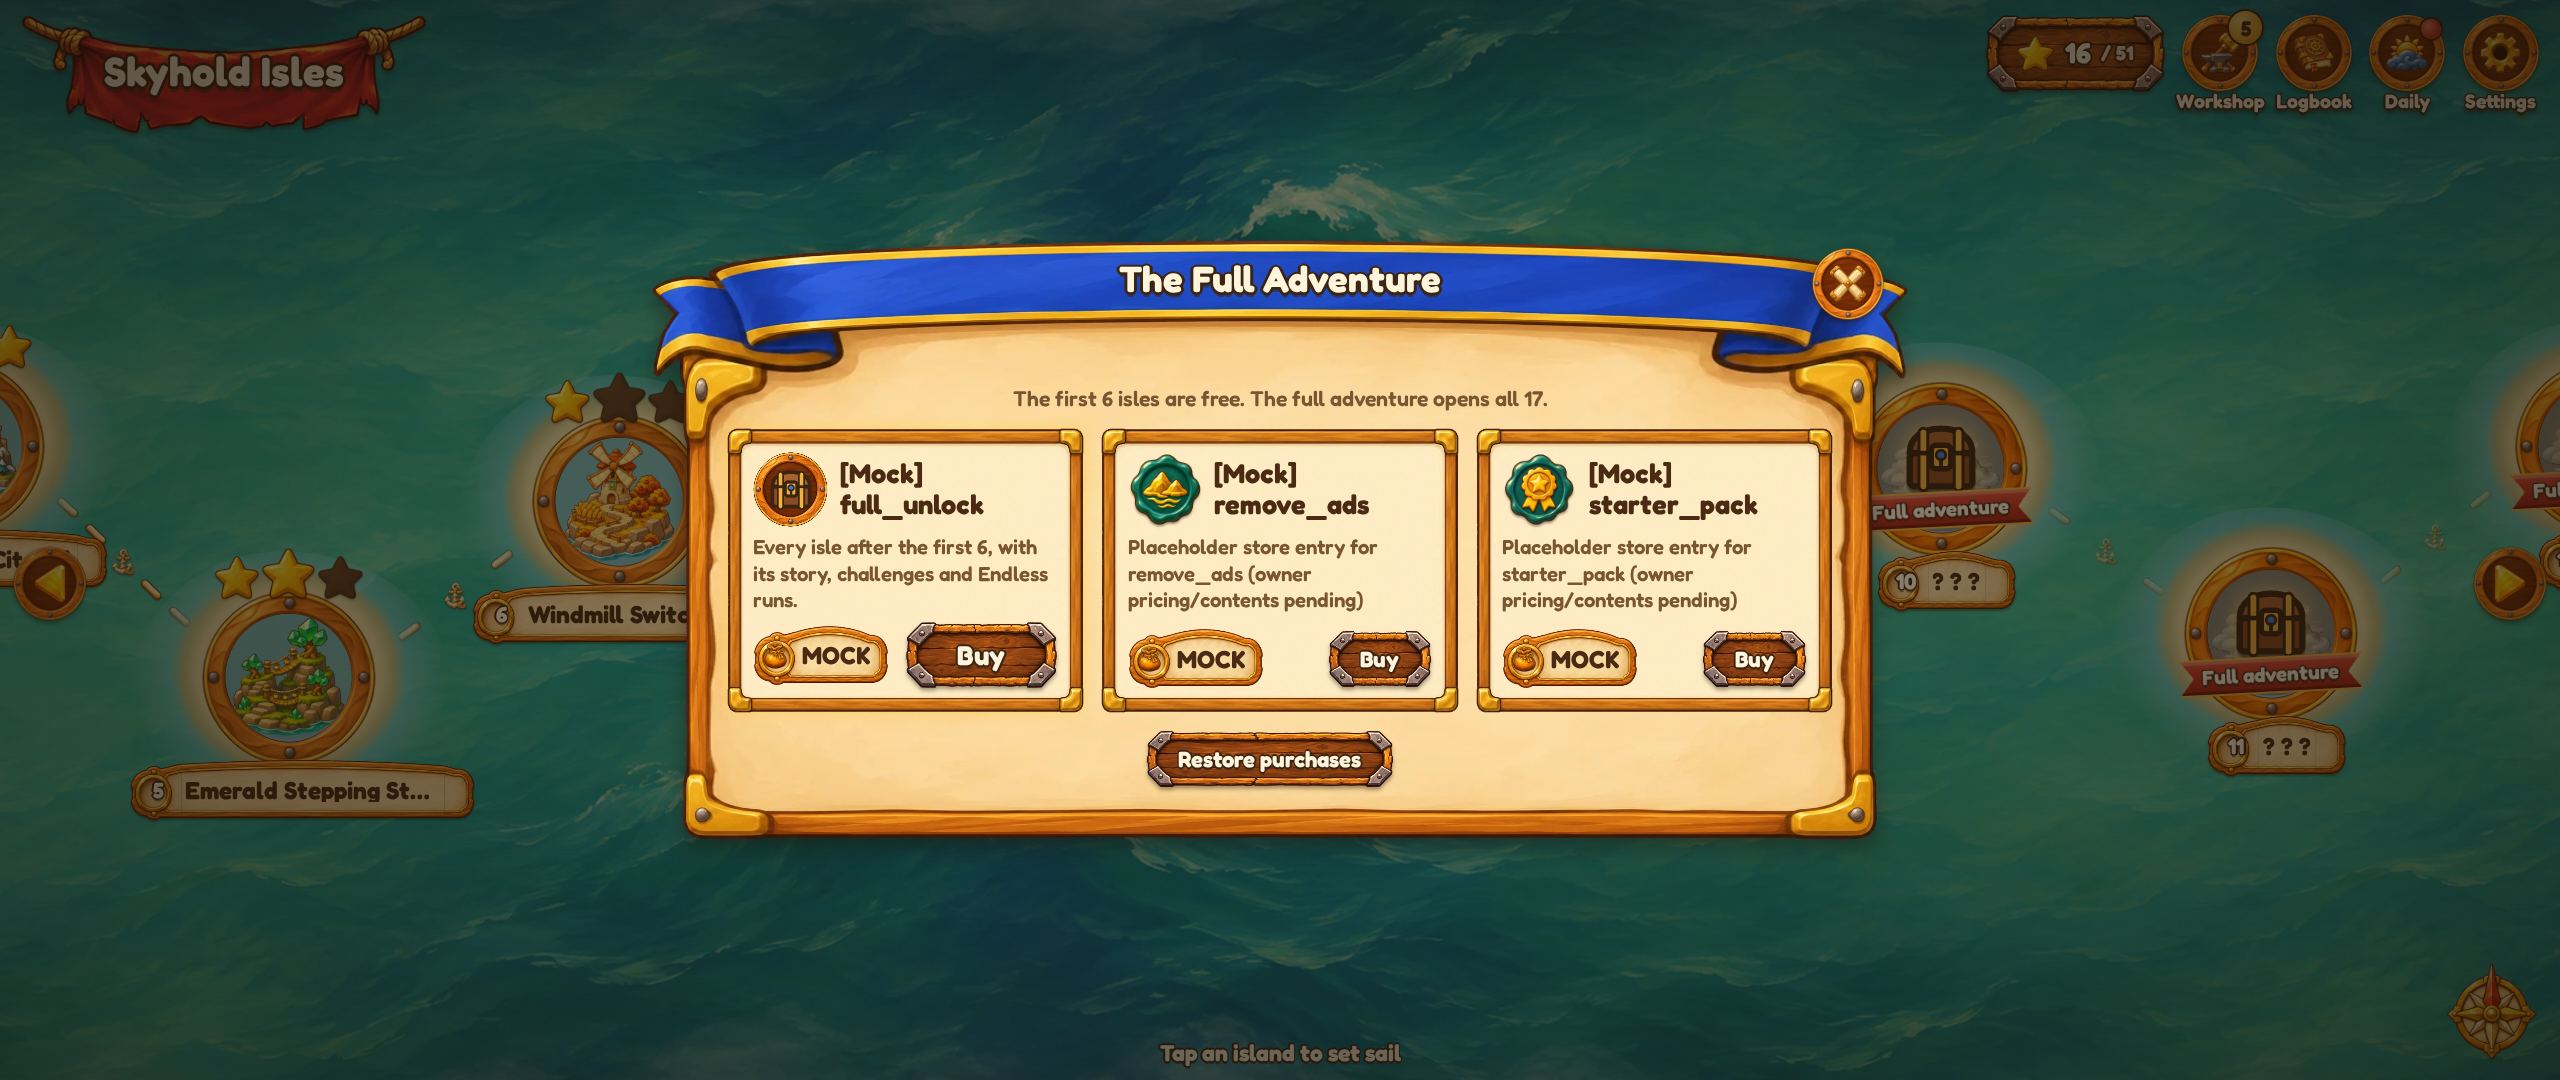 Skyhold Isles
16 / 51
5
Workshop
Logbook
Daily
Settings
The Full Adventure
The first 6 isles are free. The full adventure opens all 17.
[Mock]
full_unlock
Every isle after the first 6, with
its story, challenges and Endless
runs.
MOCK
Buy
[Mock]
remove_ads
Placeholder store entry for
remove_ads (owner
pricing/contents pending)
MOCK
Buy
[Mock]
starter_pack
Placeholder store entry for
starter_pack (owner
pricing/contents pending)
MOCK
Buy
Restore purchases
5 Emerald Stepping St...
6 Windmill
Full adventure
10 ? ? ?
Full adventure
11 ? ? ?
Tap an island to set sail